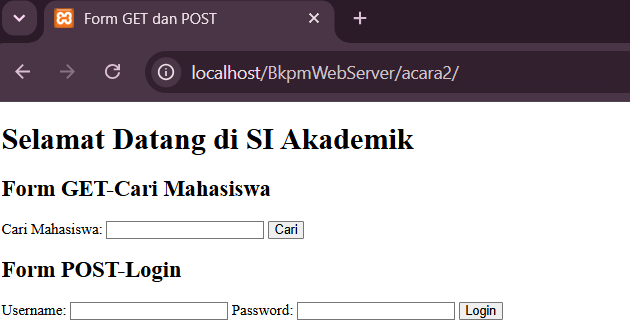 Form GET dan POST
localhost/BkpmWebServer/acara2/
Selamat Datang di SI Akademik
Form GET-Cari Mahasiswa
Cari Mahasiswa: Cari
Form POST-Login
Username: Password: Login